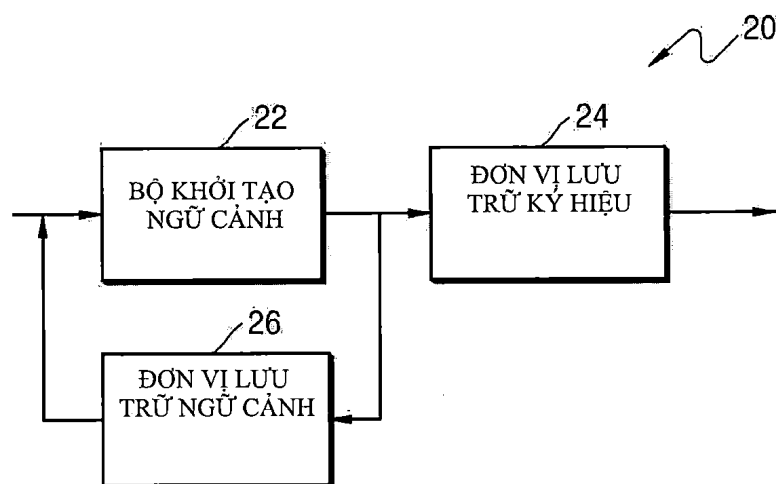 20
22
24
BỘ KHỞI TẠO
NGỮ CẢNH
ĐƠN VỊ LƯU
TRỮ KÝ HIỆU
26
ĐƠN VỊ LƯU
TRỮ NGỮ CẢNH